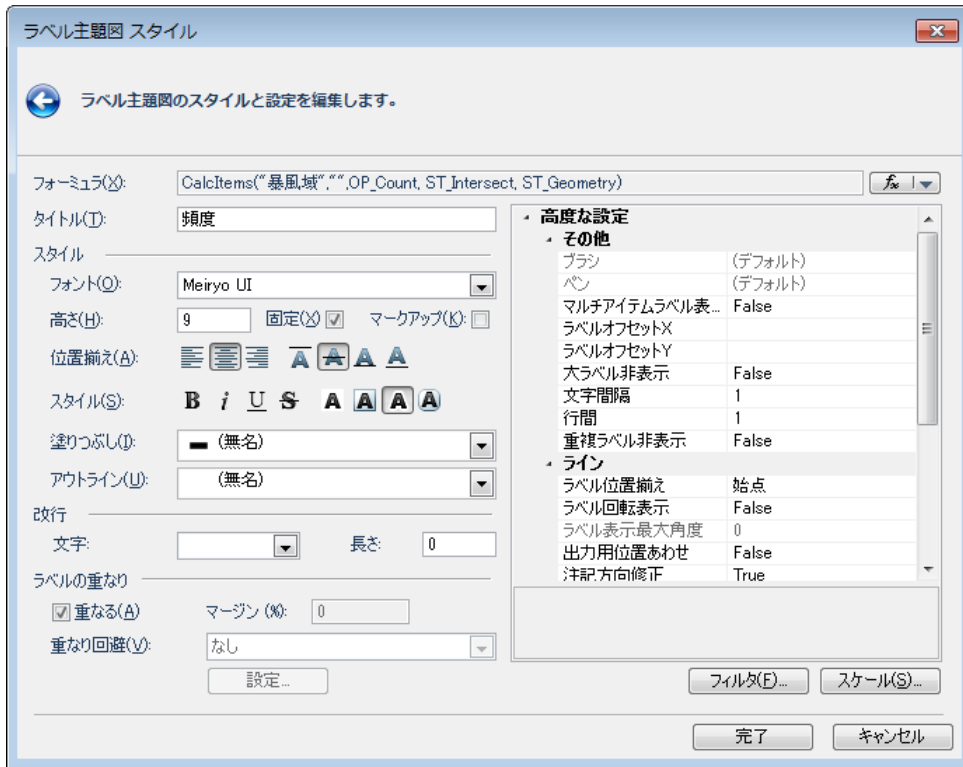 ラベル主題図 スタイル
ラベル主題図のスタイルと設定を編集します。
フォーミュラ(X): CalcItems("暴風域","",OP_Count, ST_Intersect, ST_Geometry)
タイトル(T): 頻度
スタイル
フォント(O): Meiryo UI
高さ(H): 9 固定(X) マークアップ(K):
位置揃え(A): A A A A
スタイル(S): B i U S A A A A
塗りつぶし(I): (無名)
アウトライン(U): (無名)
改行
文字: 長さ: 0
ラベルの重なり
重なる(A) マージン (%): 0
重なり回避(V): なし
設定...
高度な設定
その他
ブラシ (デフォルト)
ペン (デフォルト)
マルチアイテムラベル表... False
ラベルオフセットX
ラベルオフセットY
大ラベル非表示 False
文字間隔 1
行間 1
重複ラベル非表示 False
ライン
ラベル位置揃え 始点
ラベル回転表示 False
ラベル表示最大角度 0
出力用位置あわせ False
注記方向修正 True
フィルタ(F)... スケール(S)...
完了 キャンセル